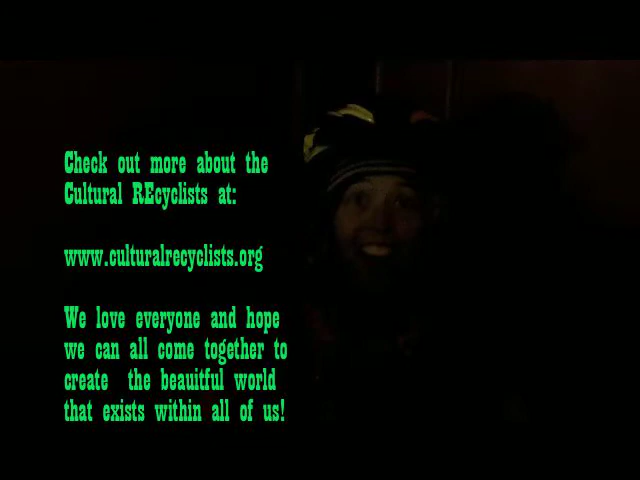 Check out more about the
Cultural REcyclists at:
www.culturalrecyclists.org
We love everyone and hope
we can all come together to
create the beauitful world
that exists within all of us!